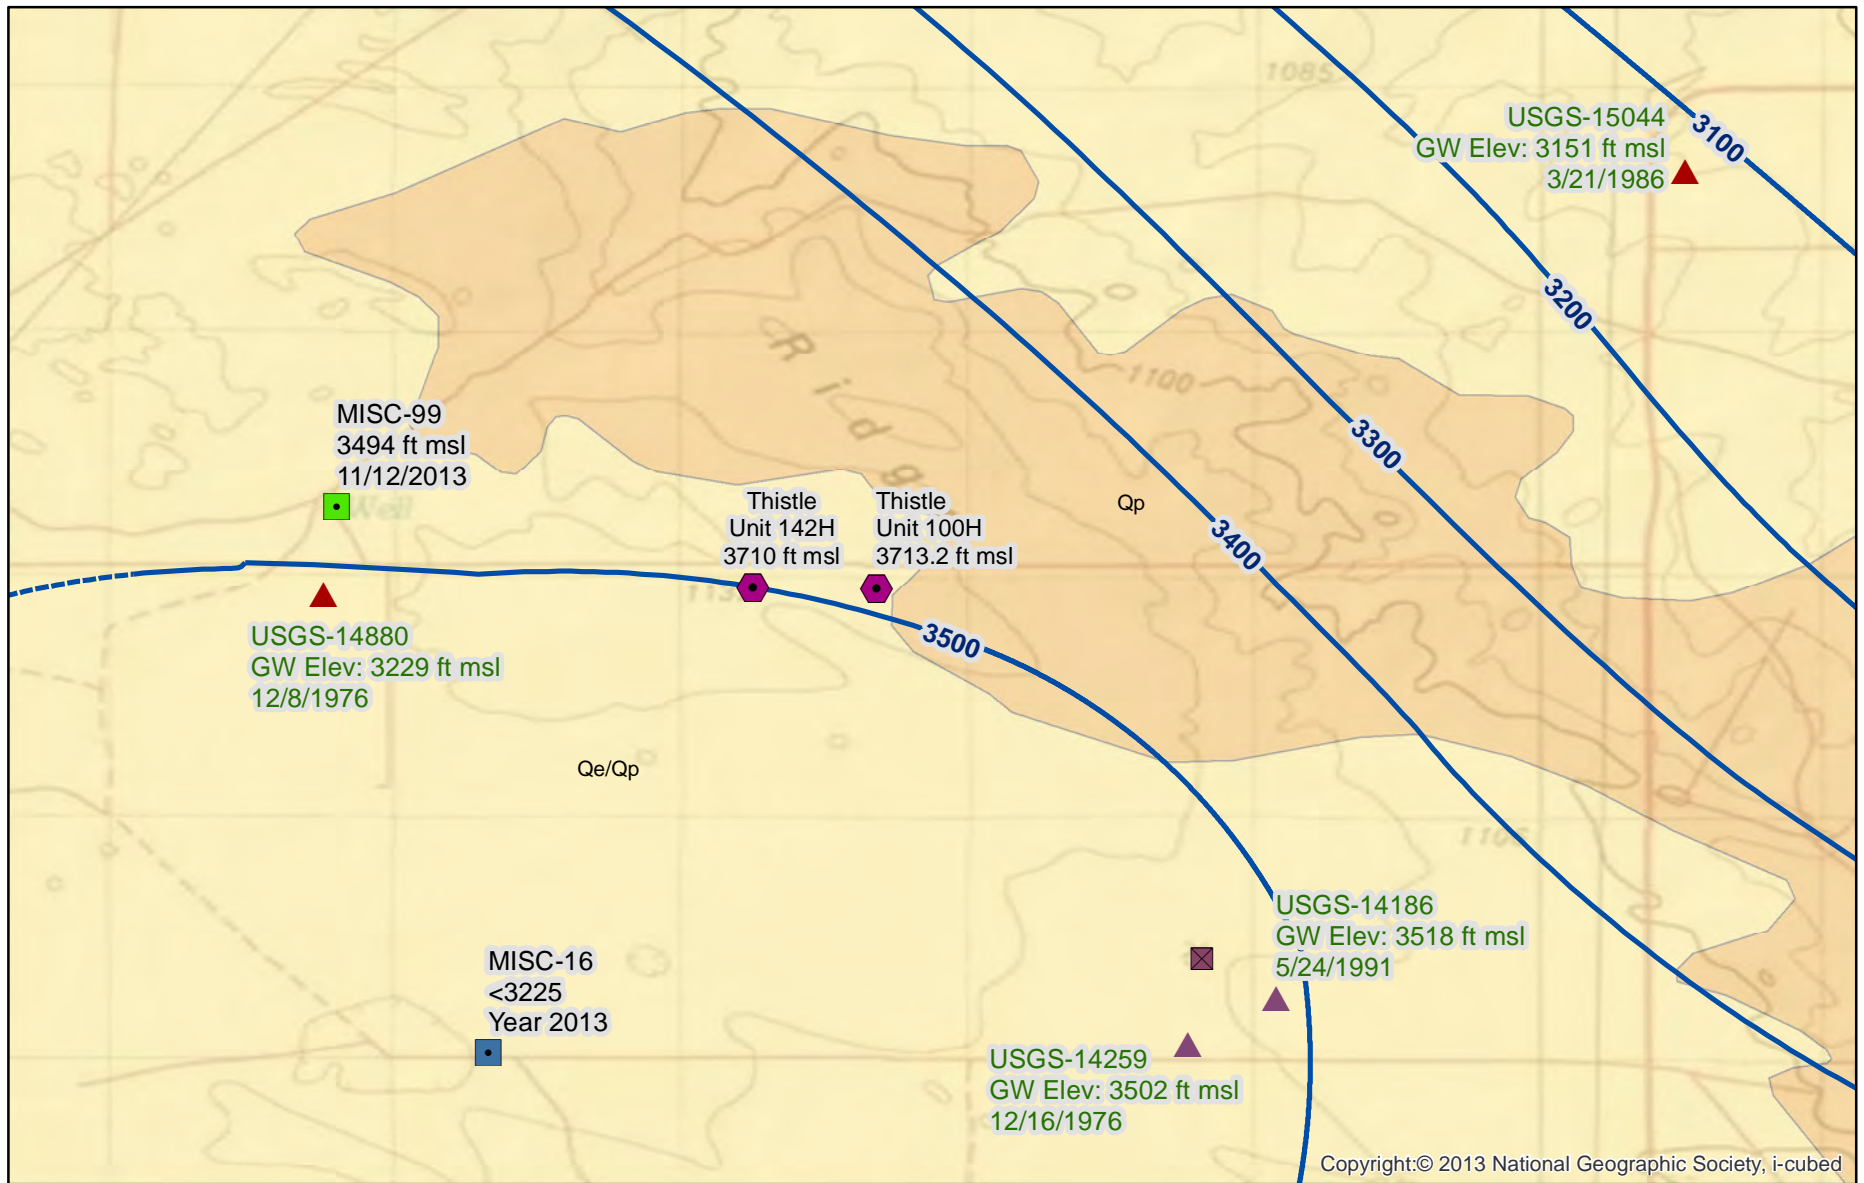 1085
USGS-15044
GW Elev: 3151 ft msl
3/21/1986
3100
3200
Ridge
1100
MISC-99
3494 ft msl
11/12/2013
Well
3300
Thistle
Unit 142H
3710 ft msl
Thistle
Unit 100H
3713.2 ft msl
Qp
3400
3500
USGS-14880
GW Elev: 3229 ft msl
12/8/1976
Qe/Qp
USGS-14186
GW Elev: 3518 ft msl
5/24/1991
MISC-16
<3225
Year 2013
USGS-14259
GW Elev: 3502 ft msl
12/16/1976
Copyright:© 2013 National Geographic Society, i-cubed